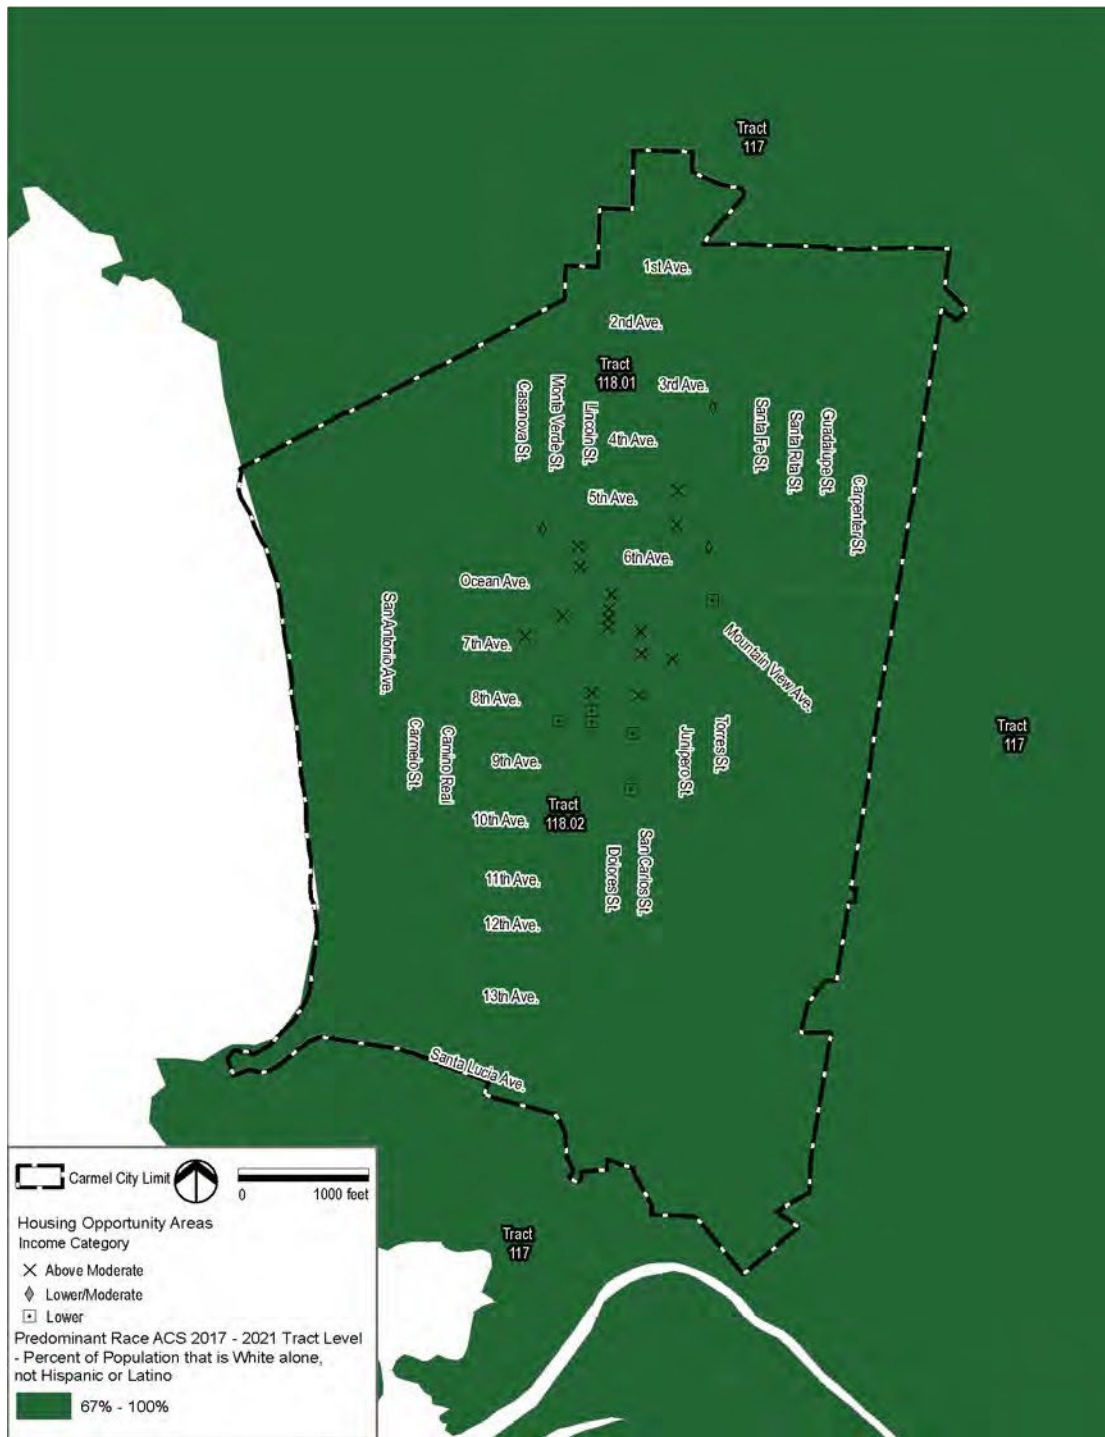 Tract
117
1st Ave.
2nd Ave.
Tract
118.01
3rd Ave.
Casanova St.
Monte Verde St.
Lincoln St.
4th Ave.
Santa Fe St.
Santa Rita St.
Guadalupe St.
Carpenter St.
5th Ave.
6th Ave.
Ocean Ave.
San Antonio Ave.
7th Ave.
Mountain View Ave.
8th Ave.
Carmelo St.
Camino Real
9th Ave.
Junipero St.
Torres St.
Tract
117
Tract
118.02
10th Ave.
Dolores St.
San Carlos St.
11th Ave.
12th Ave.
13th Ave.
Santa Lucia Ave.
Tract
117
Carmel City Limit
0 1000 feet
Housing Opportunity Areas
Income Category
Above Moderate
Lower/Moderate
Lower
Predominant Race ACS 2017 - 2021 Tract Level
- Percent of Population that is White alone,
not Hispanic or Latino
67% - 100%